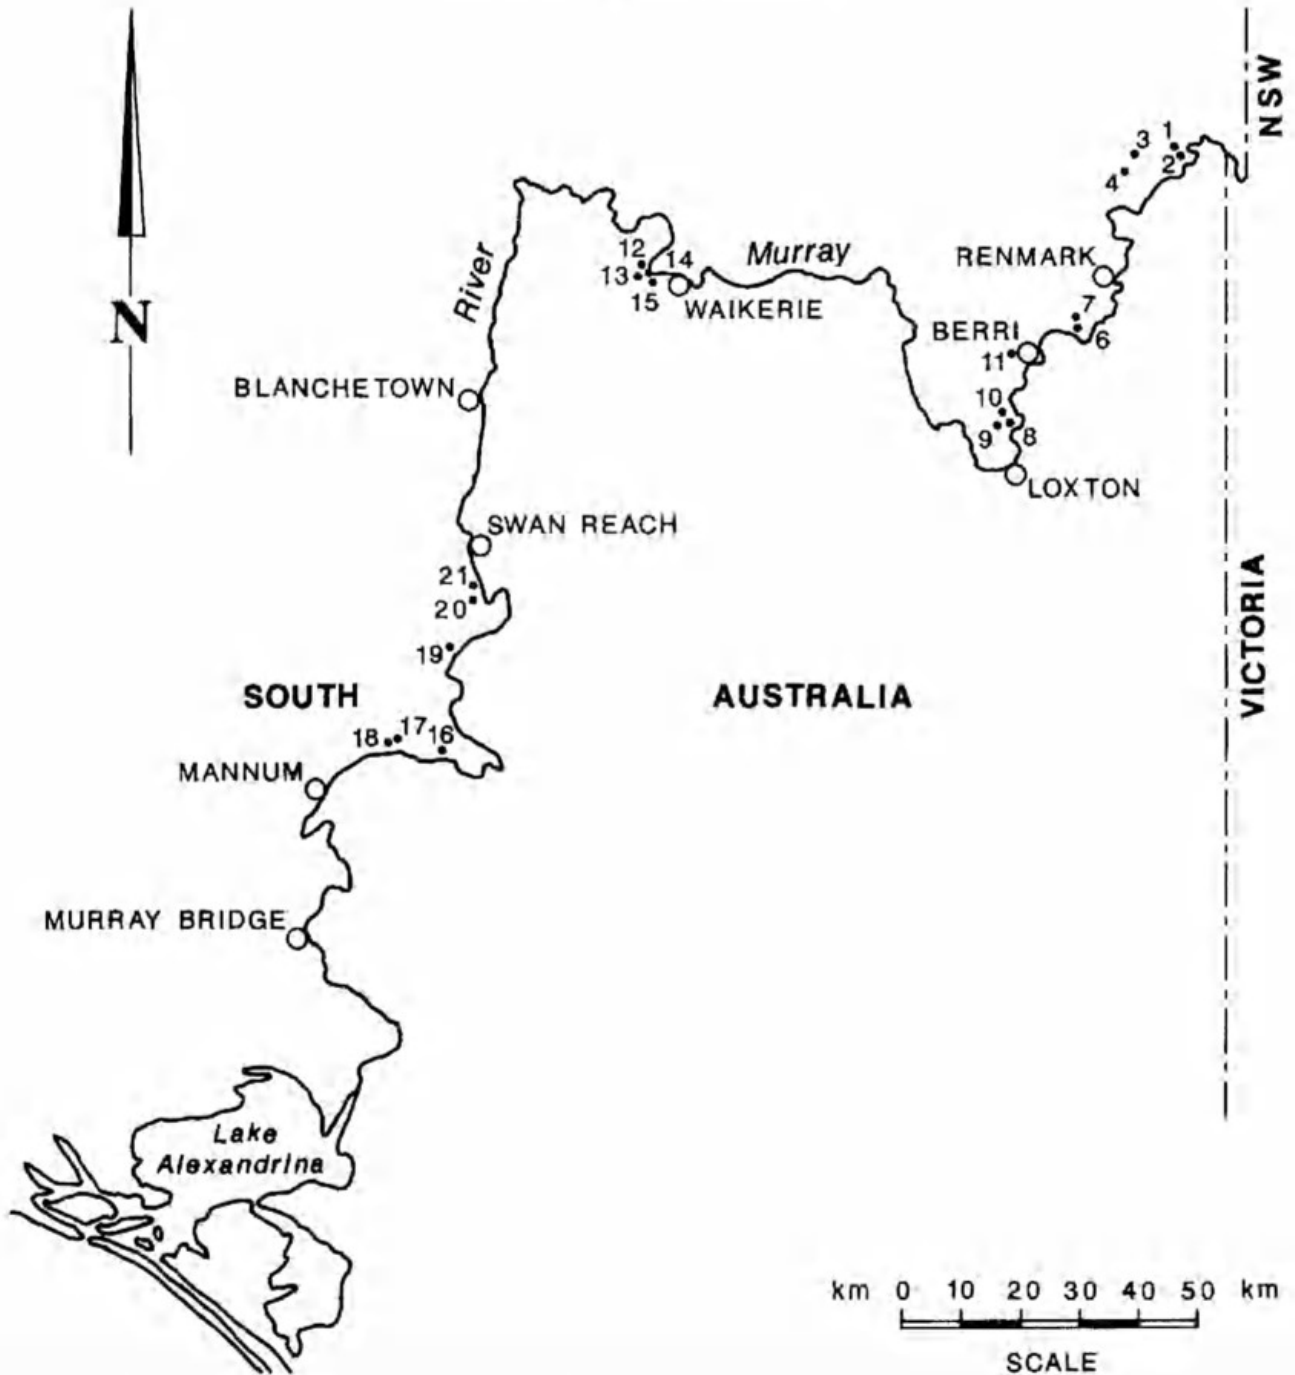 NSW
3
1
2
4
12
13
14
15
Murray
River
WAIKERIE
RENMARK
7
6
BERRI
11
10
9
8
LOXTON
N
BLANCHETOWN
SWAN REACH
21
20
19
VICTORIA
SOUTH
AUSTRALIA
18
17
16
MANNUM
MURRAY BRIDGE
Lake
Alexandrina
km 0 10 20 30 40 50 km
SCALE